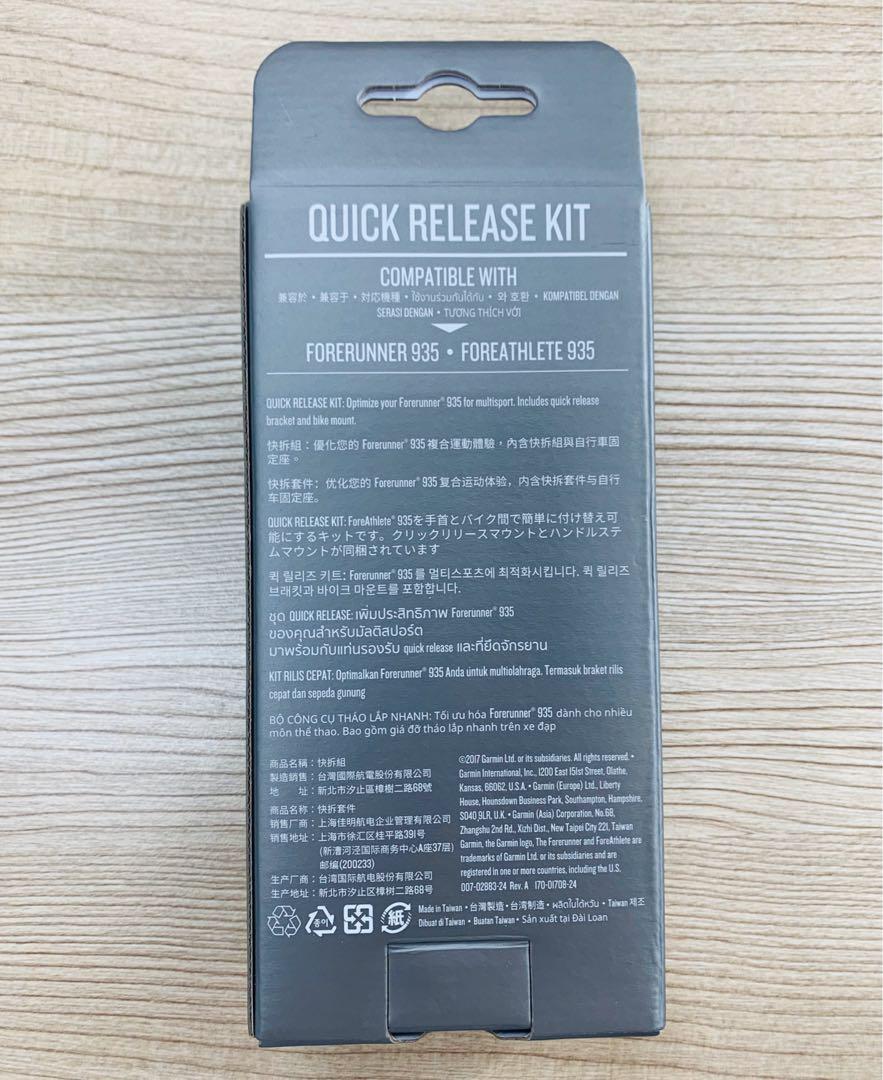 QUICK RELEASE KIT
COMPATIBLE WITH
兼容於 • 兼容于 • 対応機種 • ใช้งานร่วมกันได้กับ • 와 호환 • KOMPATIBEL DENGAN
SERASI DENGAN • TƯƠNG THÍCH VỚI
FORERUNNER 935 • FOREATHLETE 935
QUICK RELEASE KIT: Optimize your Forerunner® 935 for multisport. Includes quick release
bracket and bike mount.
快拆組：優化您的 Forerunner® 935 複合運動體驗，內含快拆組與自行車固
定座。
快拆套件： 优化您的 Forerunner® 935 复合运动体验，内含快拆套件与自行
车固定座。
QUICK RELEASE KIT: ForeAthlete® 935を手首とバイク間で簡単に付け替え可
能にするキットです。クリックリリースマウントとハンドルステ
ムマウントが同梱されています
퀵 릴리즈 키트: Forerunner® 935 를 멀티스포츠에 최적화시킵니다. 퀵 릴리즈
브래킷과 바이크 마운트를 포함합니다.
ชุด QUICK RELEASE: เพิ่มประสิทธิภาพ Forerunner® 935
ของคุณสำหรับมัลติสปอร์ต
มาพร้อมกับแท่นรองรับ quick release และที่ยึดจักรยาน
KIT RILIS CEPAT: Optimalkan Forerunner® 935 Anda untuk multiolahraga. Termasuk braket rilis
cepat dan sepeda gunung
BỘ CÔNG CỤ THÁO LẮP NHANH: Tối ưu hóa Forerunner® 935 dành cho nhiều
môn thể thao. Bao gồm giá đỡ tháo lắp nhanh trên xe đạp
商品名稱：快拆組
製造銷售：台灣國際航電股份有限公司
地 址：新北市汐止區樟樹二路68號
商品名称：快拆套件
销售厂商：上海佳明航电企业管理有限公司
销售地址：上海市徐汇区桂平路391号
(新漕河泾国际商务中心A座37层)
邮编(200233)
生产厂商：台湾国际航电股份有限公司
生产地址：新北市汐止区樟树二路68号
©2017 Garmin Ltd. or its subsidiaries. All rights reserved. •
Garmin International, Inc., 1200 East 151st Street, Olathe,
Kansas, 66062, U.S.A. • Garmin (Europe) Ltd., Liberty
House, Hounsdown Business Park, Southampton, Hampshire,
SO40 9LR, U.K. • Garmin (Asia) Corporation, No.68,
Zhangshu 2nd Rd., Xizhi Dist., New Taipei City 221, Taiwan
Garmin, the Garmin logo, The Forerunner and ForeAthlete are
trademarks of Garmin Ltd. or its subsidiaries and are
registered in one or more countries, including the U.S.
007-02883-24 Rev. A 170-01708-24
종이
紙
Made in Taiwan • 台灣製造 • 台湾制造 • ผลิตในไต้หวัน • Taiwan 제조
Dibuat di Taiwan • Buatan Taiwan • Sản xuất tại Đài Loan